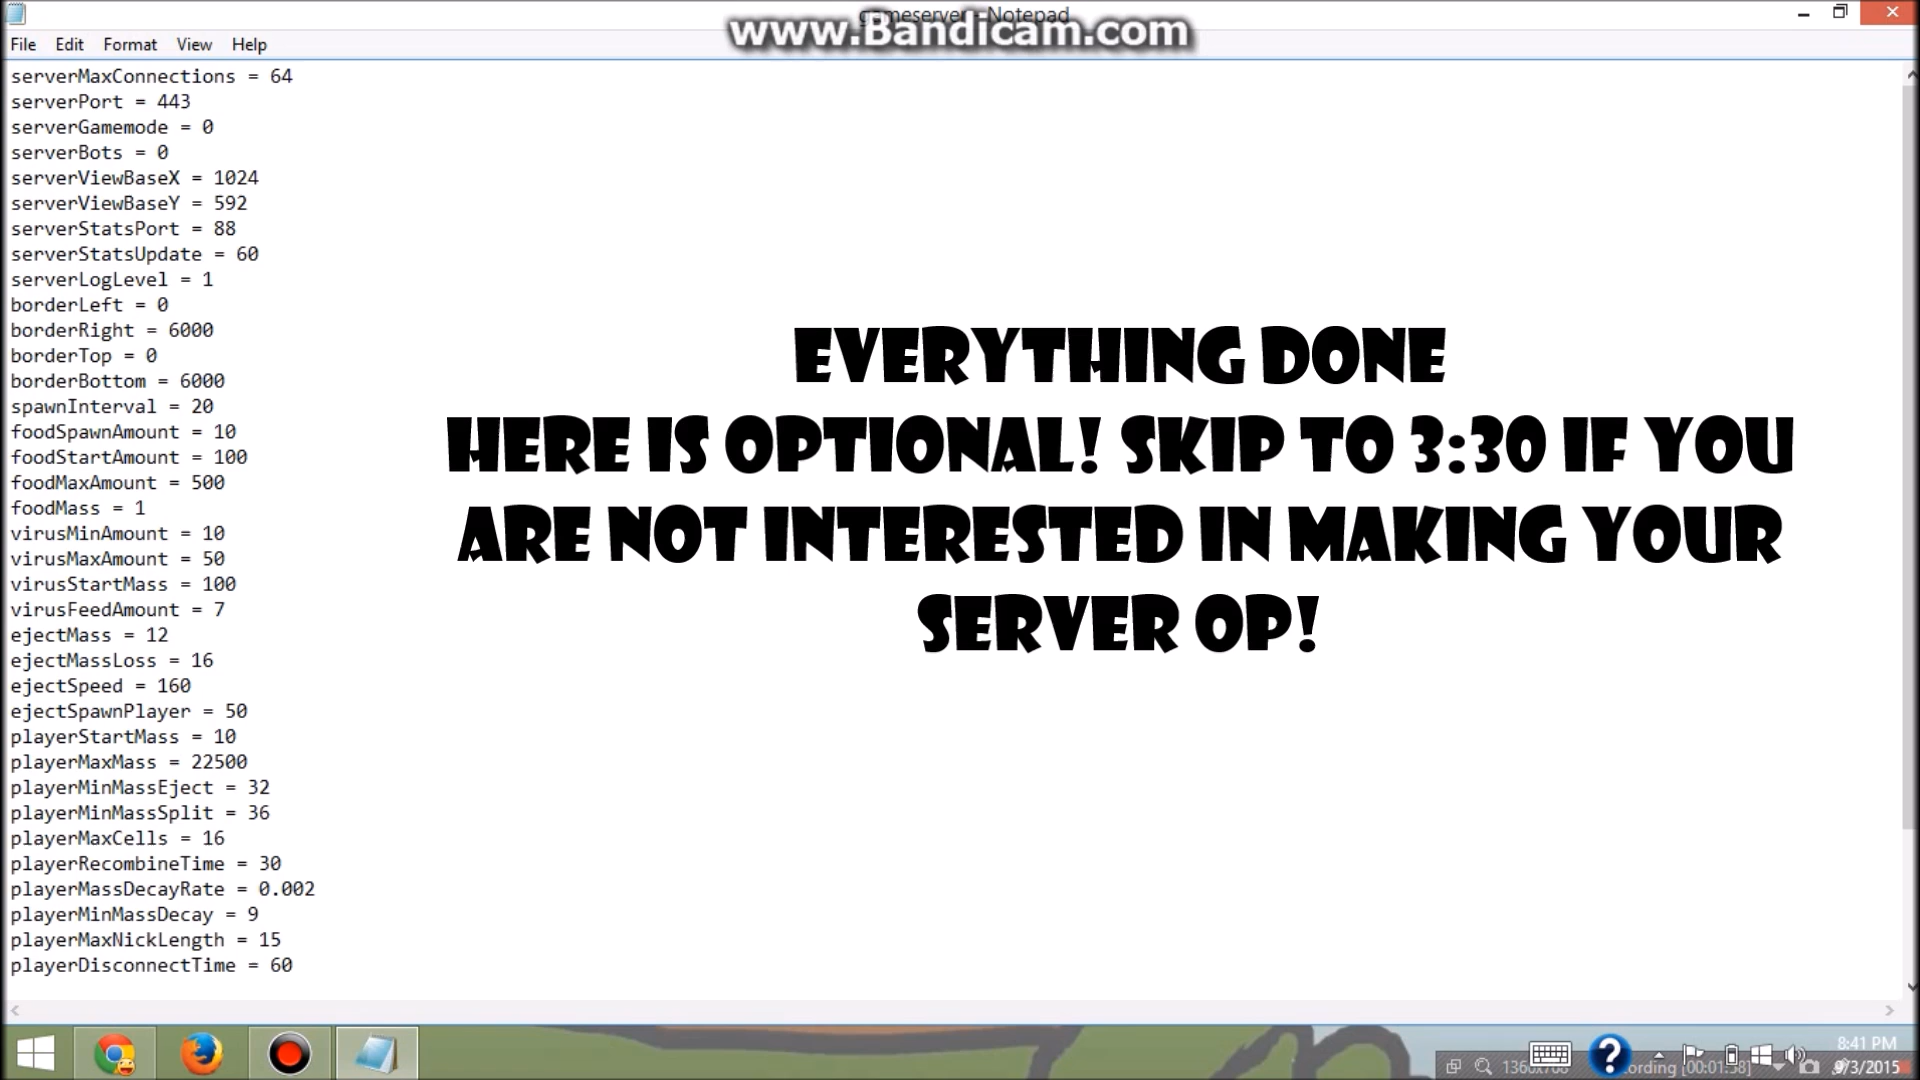 gameserver - Notepad
www.Bandicam.com
File Edit Format View Help
serverMaxConnections = 64
serverPort = 443
serverGamemode = 0
serverBots = 0
serverViewBaseX = 1024
serverViewBaseY = 592
serverStatsPort = 88
serverStatsUpdate = 60
serverLogLevel = 1
borderLeft = 0
borderRight = 6000
borderTop = 0
borderBottom = 6000
spawnInterval = 20
foodSpawnAmount = 10
foodStartAmount = 100
foodMaxAmount = 500
foodMass = 1
virusMinAmount = 10
virusMaxAmount = 50
virusStartMass = 100
virusFeedAmount = 7
ejectMass = 12
ejectMassLoss = 16
ejectSpeed = 160
ejectSpawnPlayer = 50
playerStartMass = 10
playerMaxMass = 22500
playerMinMassEject = 32
playerMinMassSplit = 36
playerMaxCells = 16
playerRecombineTime = 30
playerMassDecayRate = 0.002
playerMinMassDecay = 9
playerMaxNickLength = 15
playerDisconnectTime = 60
EVERYTHING DONE
HERE IS OPTIONAL! SKIP TO 3:30 IF YOU
ARE NOT INTERESTED IN MAKING YOUR
SERVER OP!
8:41 PM
9/3/2015